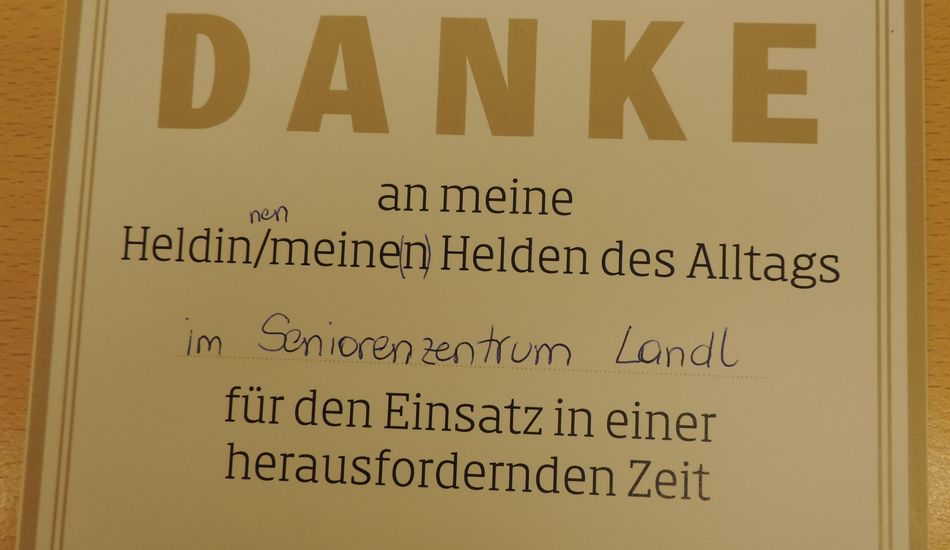 DANKE
an meine
nen
Heldin/meine(n) Helden des Alltags
im Seniorenzentrum Landl
für den Einsatz in einer
herausfordernden Zeit